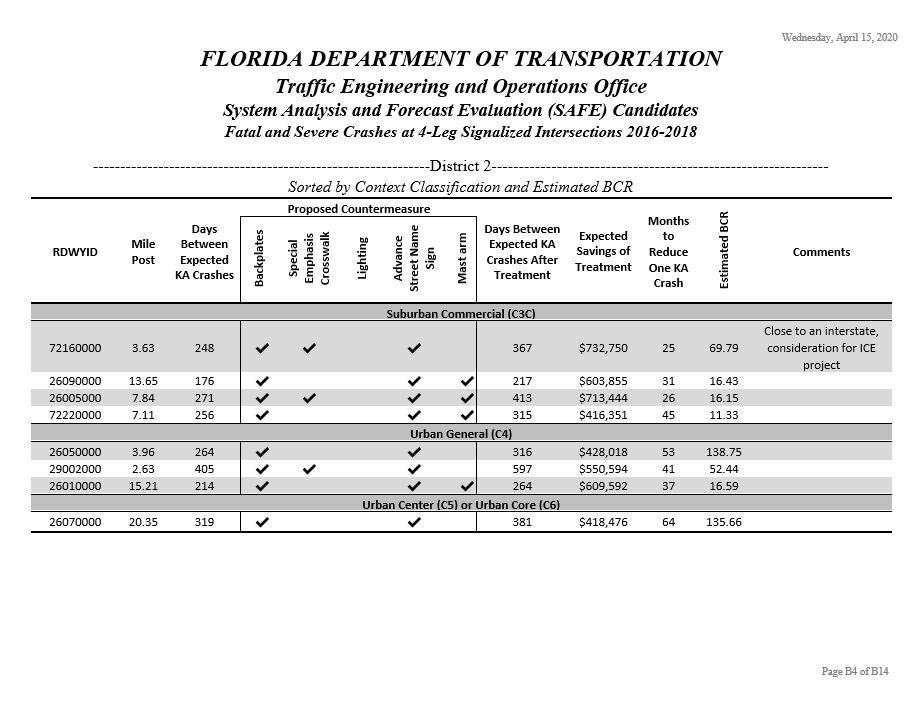 Wednesday, April 15, 2020
FLORIDA DEPARTMENT OF TRANSPORTATION
Traffic Engineering and Operations Office
System Analysis and Forecast Evaluation (SAFE) Candidates
Fatal and Severe Crashes at 4-Leg Signalized Intersections 2016-2018
---------------------------------------------------------------District 2---------------------------------------------------------------
Sorted by Context Classification and Estimated BCR
RDWYID Mile Post Days Between Expected KA Crashes Proposed Countermeasure Backplates Special Emphasis Crosswalk Lighting Advance Street Name Sign Mast arm Days Between Expected KA Crashes After Treatment Expected Savings of Treatment Months to Reduce One KA Crash Estimated BCR Comments
Suburban Commercial (C3C)
72160000 3.63 248 ✔ ✔ ✔ 367 $732,750 25 69.79 Close to an interstate, consideration for ICE project
26090000 13.65 176 ✔ ✔ ✔ 217 $603,855 31 16.43
26005000 7.84 271 ✔ ✔ ✔ ✔ 413 $713,444 26 16.15
72220000 7.11 256 ✔ ✔ ✔ 315 $416,351 45 11.33
Urban General (C4)
26050000 3.96 264 ✔ ✔ 316 $428,018 53 138.75
29002000 2.63 405 ✔ ✔ ✔ 597 $550,594 41 52.44
26010000 15.21 214 ✔ ✔ ✔ 264 $609,592 37 16.59
Urban Center (C5) or Urban Core (C6)
26070000 20.35 319 ✔ ✔ 381 $418,476 64 135.66
Page B4 of B14